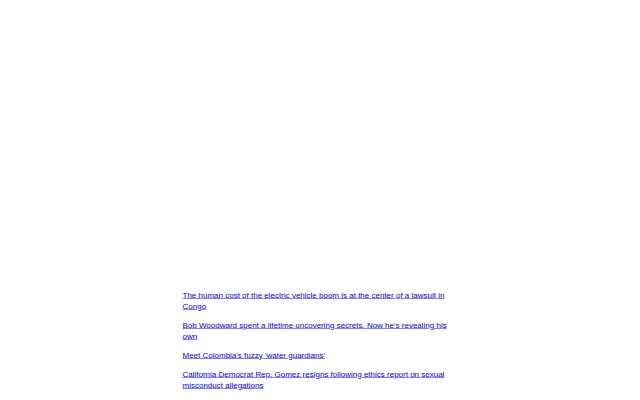 The human cost of the electric vehicle boom is at the center of a lawsuit in
Congo
Bob Woodward spent a lifetime uncovering secrets. Now he's revealing his
own
Meet Colombia's fuzzy 'water guardians'
California Democrat Rep. Gomez resigns following ethics report on sexual
misconduct allegations